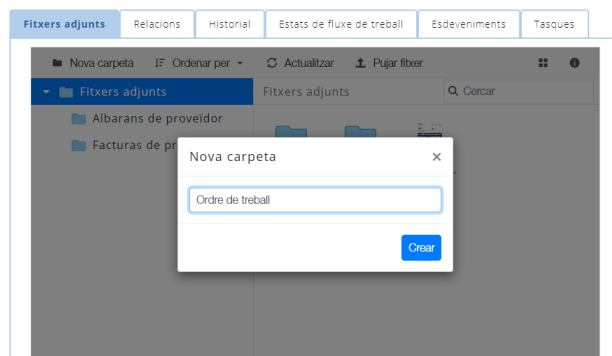 Fitxers adjunts Relacions Historial Estats de fluxe de treball Esdeveniments Tasques
Nova carpeta Ordenar per Actualitzar Pujar fitxer
Fitxers adjunts Fitxers adjunts Cercar
Albarans de proveïdor
Facturas de pr
Nova carpeta ×
Ordre de treball
Crear